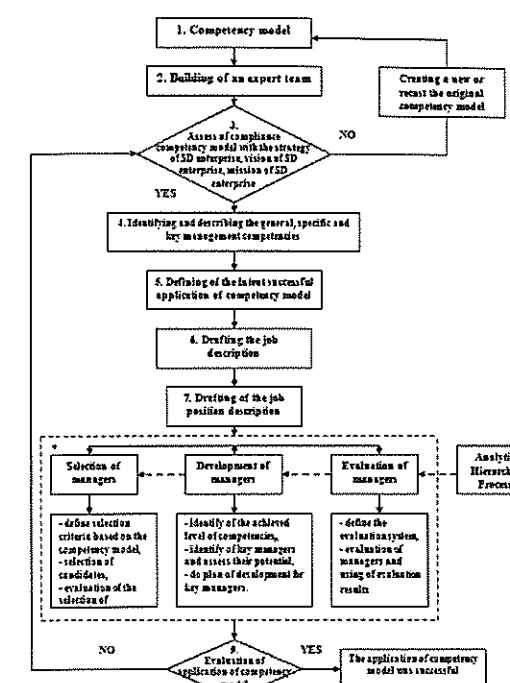 1. Competency model
2. Building of an expert team
Creating a new or
recast the original
competency model
3.
Assess of compliance
competency model with the strategy
of SD enterprise, vision of SD
enterprise, mission of SD
enterprise
NO
YES
4. Identifying and describing the general, specific and
key management competencies
5. Defining of the intent successful
application of competency model
6. Drafting the job
description
7. Drafting of the job
position description
Selection of
managers
Development of
managers
Evaluation of
managers
Analyti
Hierarch
Process
- define selection
criteria based on the
competency model,
- selection of
candidates,
- evaluation of the
selection of
- identify of the achieved
level of competencies,
- identify of key managers
and assess their potential,
- do plan of development for
key managers.
- define the
evaluation system,
- evaluation of
managers and
using of evaluation
results
NO
9.
Evaluation of
application of competency
YES
The application of competency
model was successful